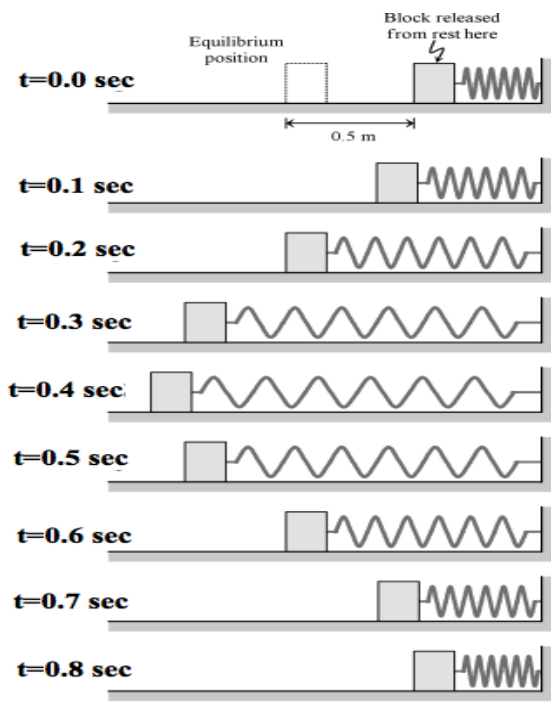 Block released
from rest here
Equilibrium
position
t=0.0 sec
0.5 m
t=0.1 sec
t=0.2 sec
t=0.3 sec
t=0.4 sec
t=0.5 sec
t=0.6 sec
t=0.7 sec
t=0.8 sec